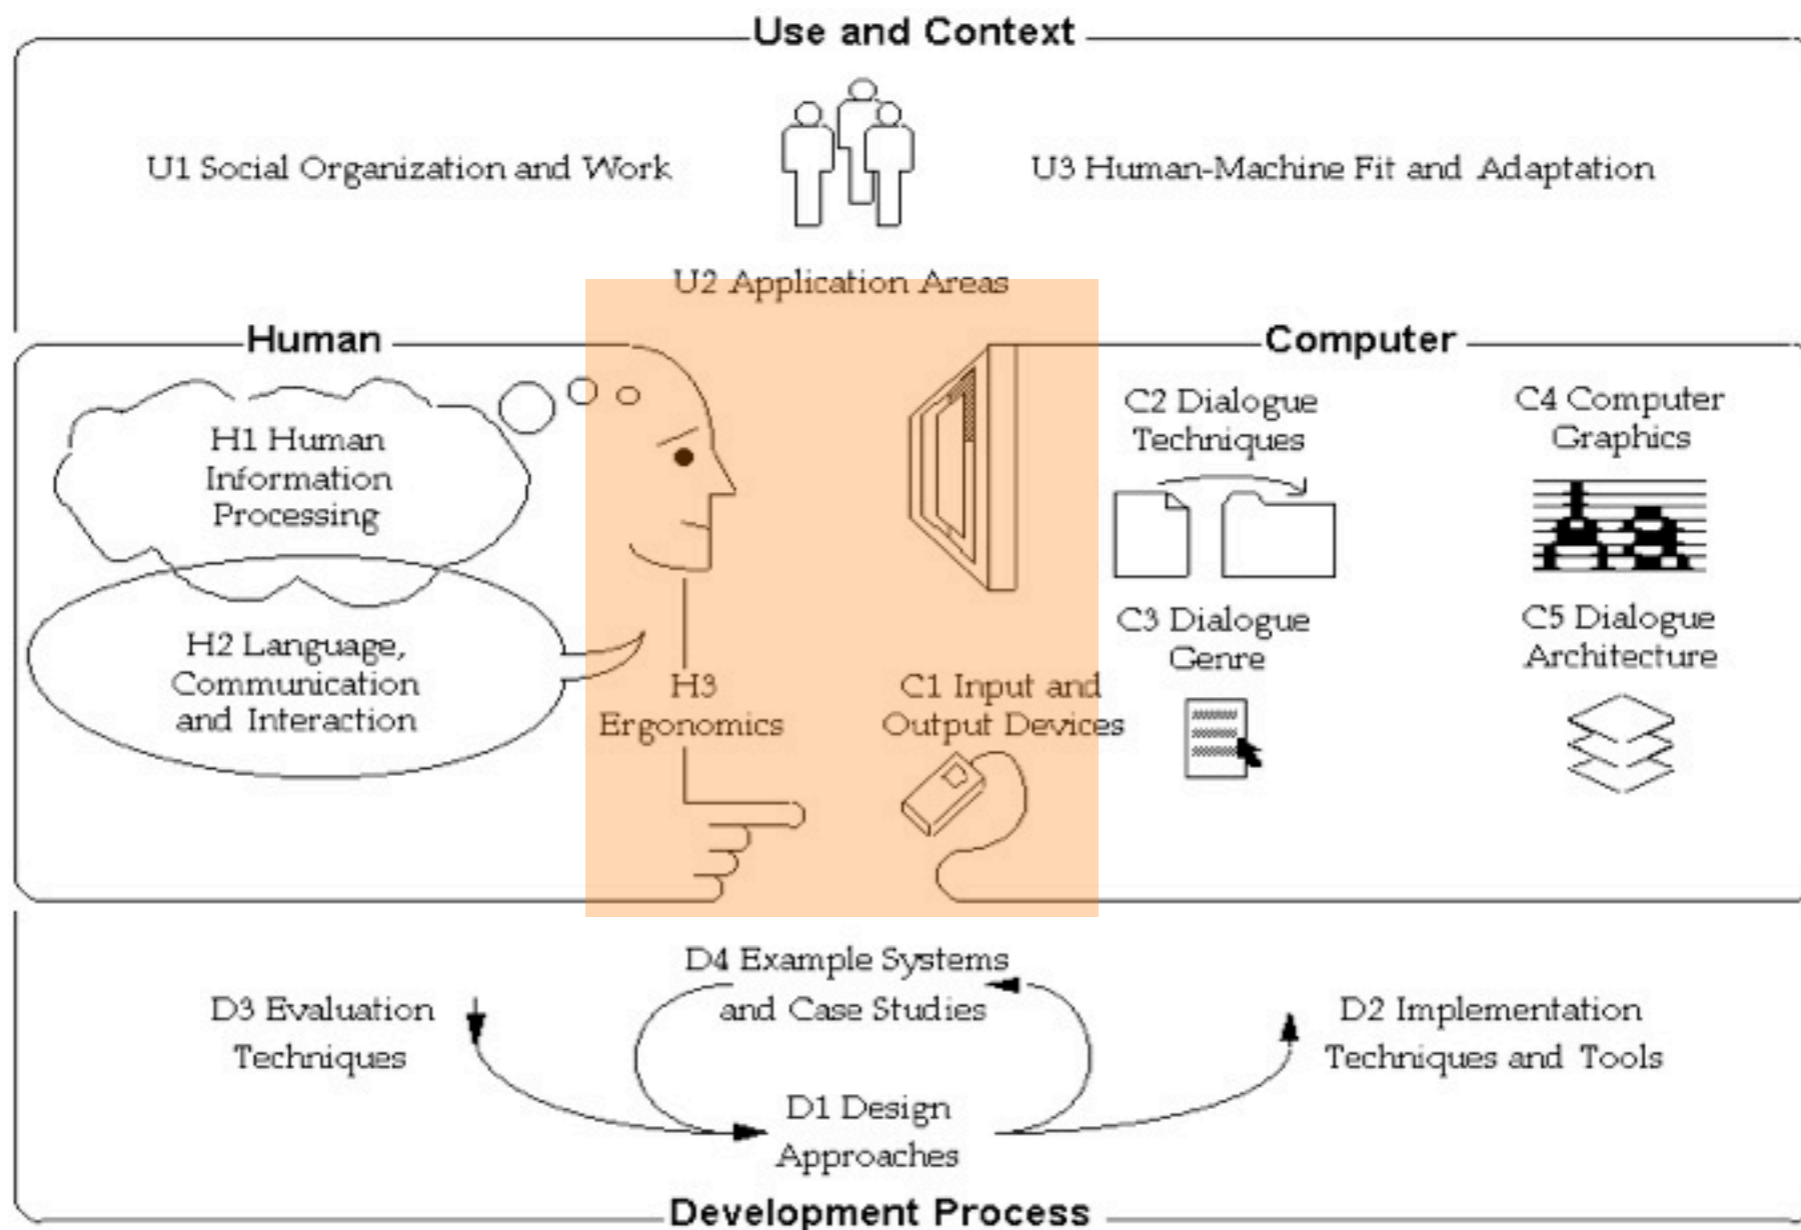 Use and Context
U1 Social Organization and Work
U3 Human-Machine Fit and Adaptation
U2 Application Areas
Human
H1 Human
Information
Processing
H2 Language,
Communication
and Interaction
H3
Ergonomics
Computer
C1 Input and
Output Devices
C2 Dialogue
Techniques
C3 Dialogue
Genre
C4 Computer
Graphics
C5 Dialogue
Architecture
D3 Evaluation
Techniques
D4 Example Systems
and Case Studies
D1 Design
Approaches
D2 Implementation
Techniques and Tools
Development Process